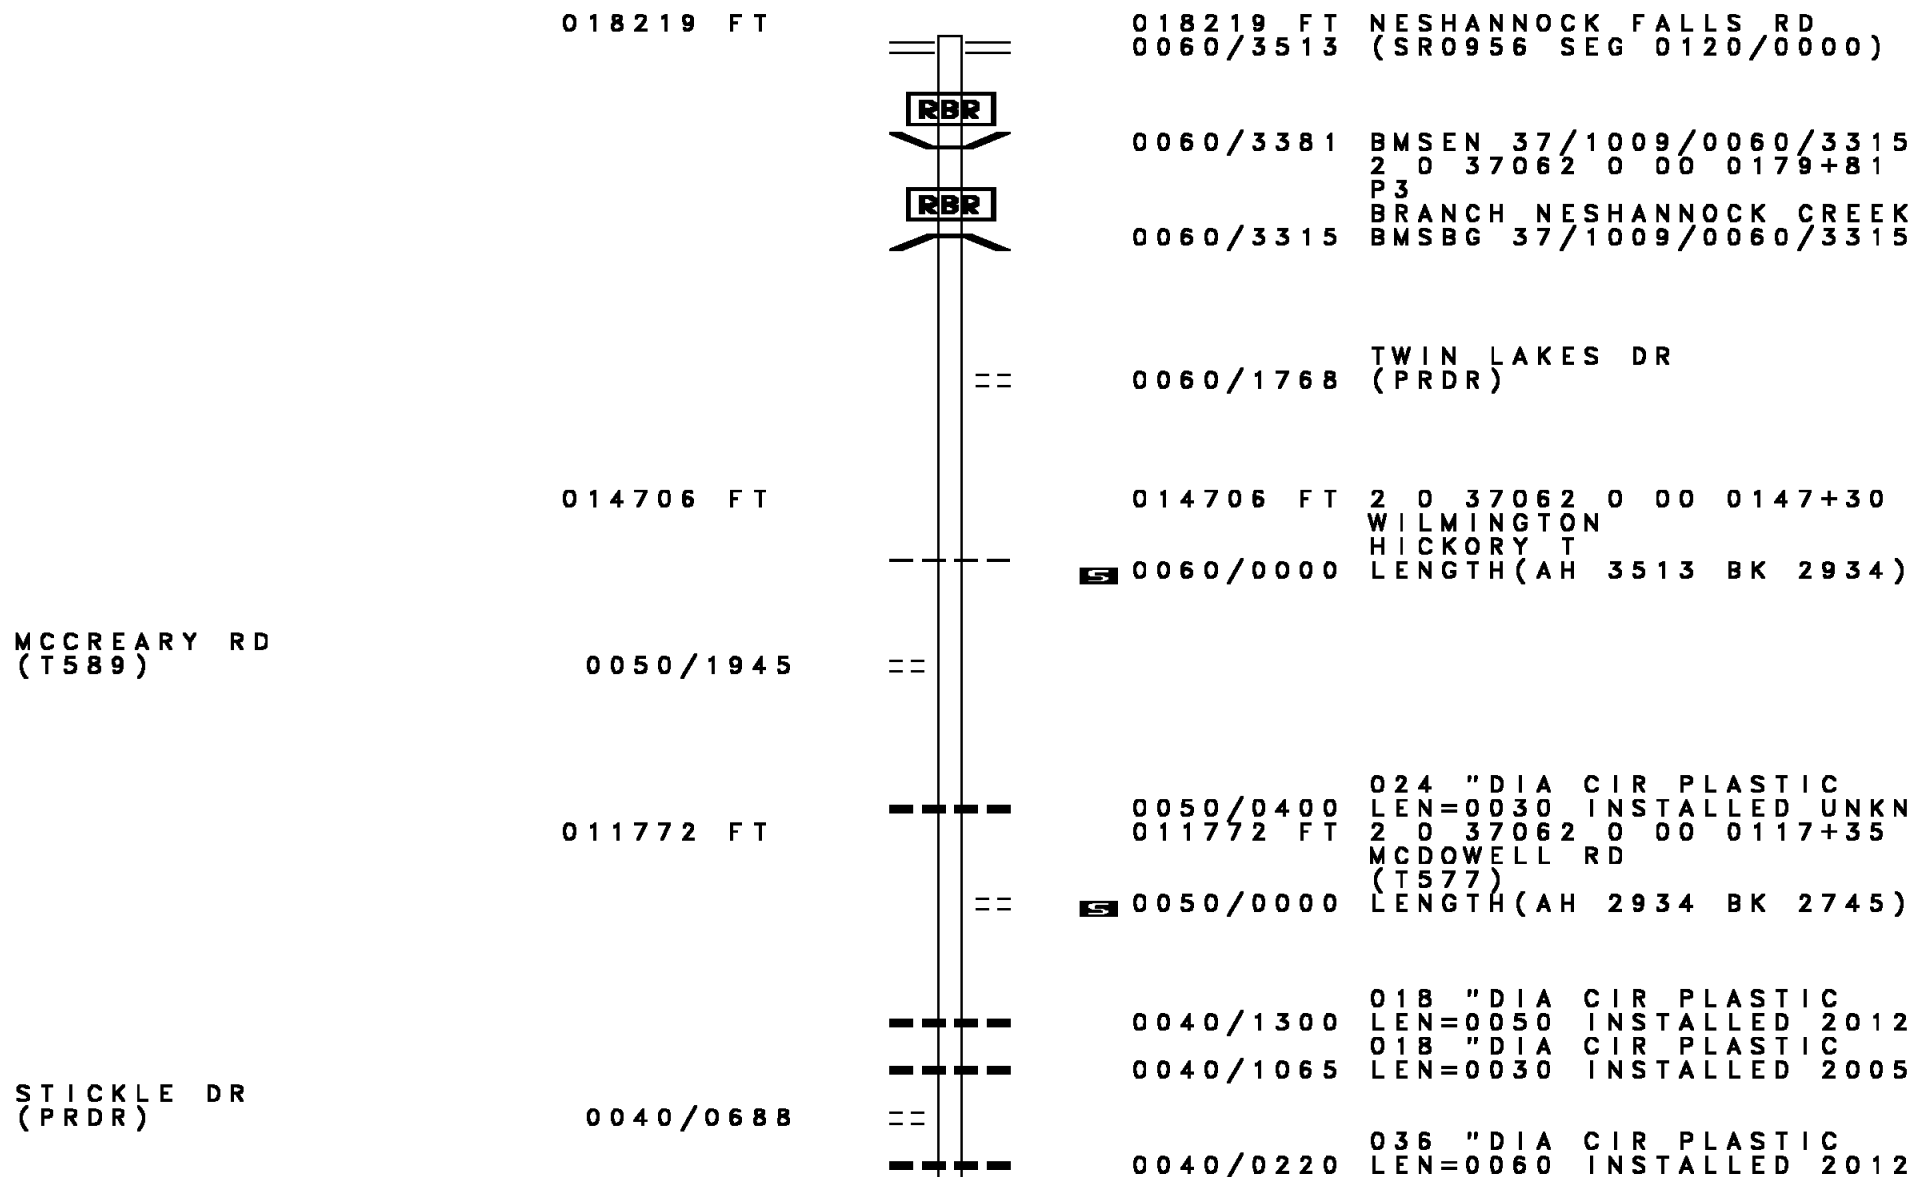 018219 FT 018219 FT NESHANNOCK FALLS RD
0060/3513 (SR0956 SEG 0120/0000)
RBR
0060/3381 BMSEN 37/1009/0060/3315
2 0 37062 0 00 0179+81
P3
RBR
BRANCH NESHANNOCK CREEK
0060/3315 BMSBG 37/1009/0060/3315
TWIN LAKES DR
0060/1768 (PRDR)
014706 FT 014706 FT 2 0 37062 0 00 0147+30
WILMINGTON
HICKORY T
S 0060/0000 LENGTH(AH 3513 BK 2934)
MCCREARY RD
(T589) 0050/1945
024 "DIA CIR PLASTIC
0050/0400 LEN=0030 INSTALLED UNKN
011772 FT 011772 FT 2 0 37062 0 00 0117+35
MCDOWELL RD
(T577)
S 0050/0000 LENGTH(AH 2934 BK 2745)
018 "DIA CIR PLASTIC
0040/1300 LEN=0050 INSTALLED 2012
018 "DIA CIR PLASTIC
0040/1065 LEN=0030 INSTALLED 2005
STICKLE DR
(PRDR) 0040/0688
036 "DIA CIR PLASTIC
0040/0220 LEN=0060 INSTALLED 2012